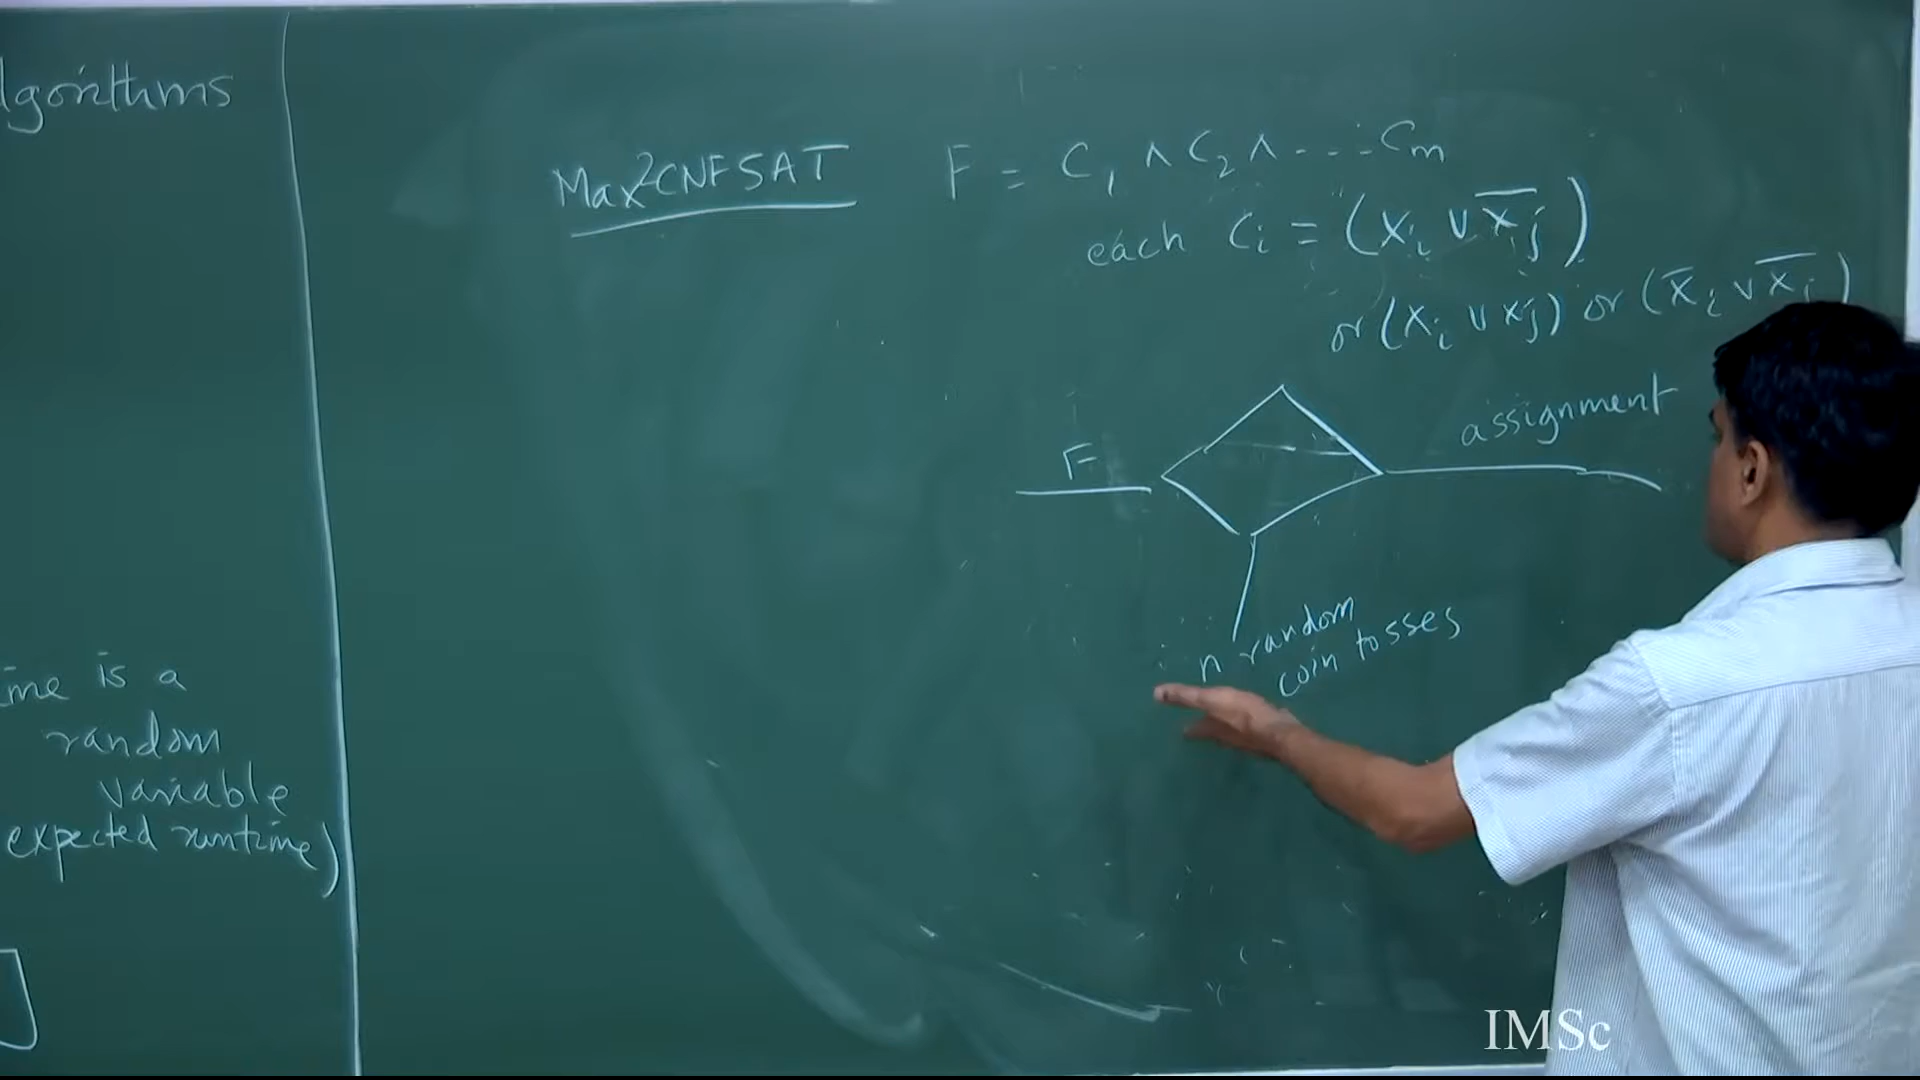 lgorithms
ime is a
random
variable
expected runtime)
Max2CNFSAT
F = C₁ ∧ C₂ ∧ ... Cₘ
each Cᵢ = (xᵢ ∨ x̅ⱼ)
or (xᵢ ∨ xⱼ) or (x̅ᵢ ∨ x̅ⱼ)
F
assignment
n random
coin tosses
IMSc